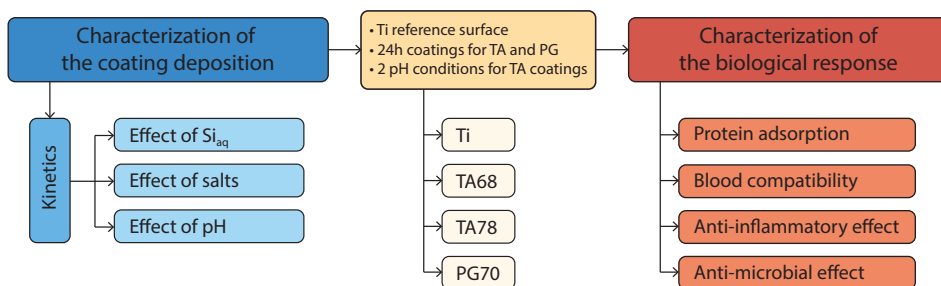 Characterization of
the coating deposition
• Ti reference surface
• 24h coatings for TA and PG
• 2 pH conditions for TA coatings
Characterization of
the biological response
Kinetics
Effect of Siaq
Effect of salts
Effect of pH
Ti
TA68
TA78
PG70
Protein adsorption
Blood compatibility
Anti-inflammatory effect
Anti-microbial effect